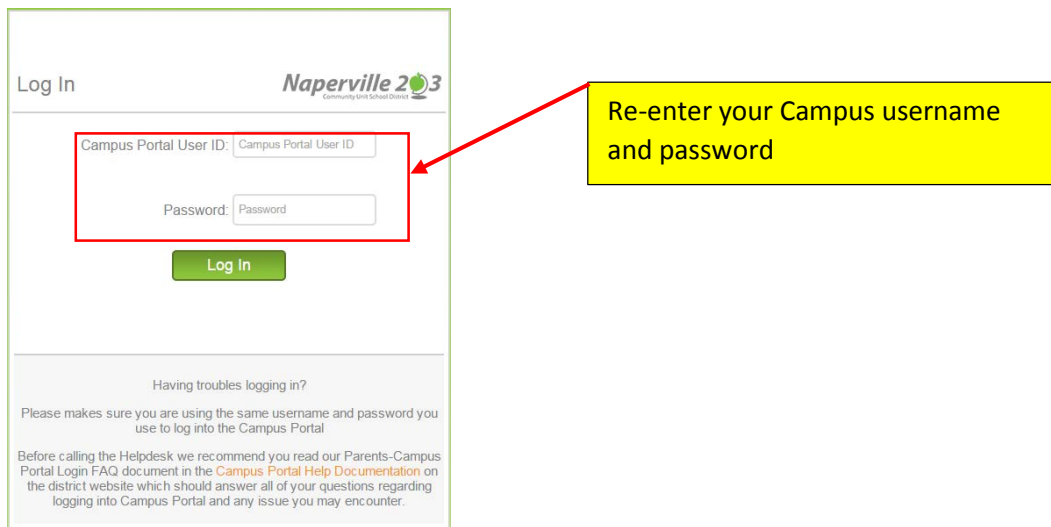 Log In
Naperville 203
Community Unit School District
Re-enter your Campus username
and password
Campus Portal User ID: Campus Portal User ID
Password: Password
Log In
Having troubles logging in?
Please makes sure you are using the same username and password you
use to log into the Campus Portal
Before calling the Helpdesk we recommend you read our Parents-Campus
Portal Login FAQ document in the Campus Portal Help Documentation on
the district website which should answer all of your questions regarding
logging into Campus Portal and any issue you may encounter.